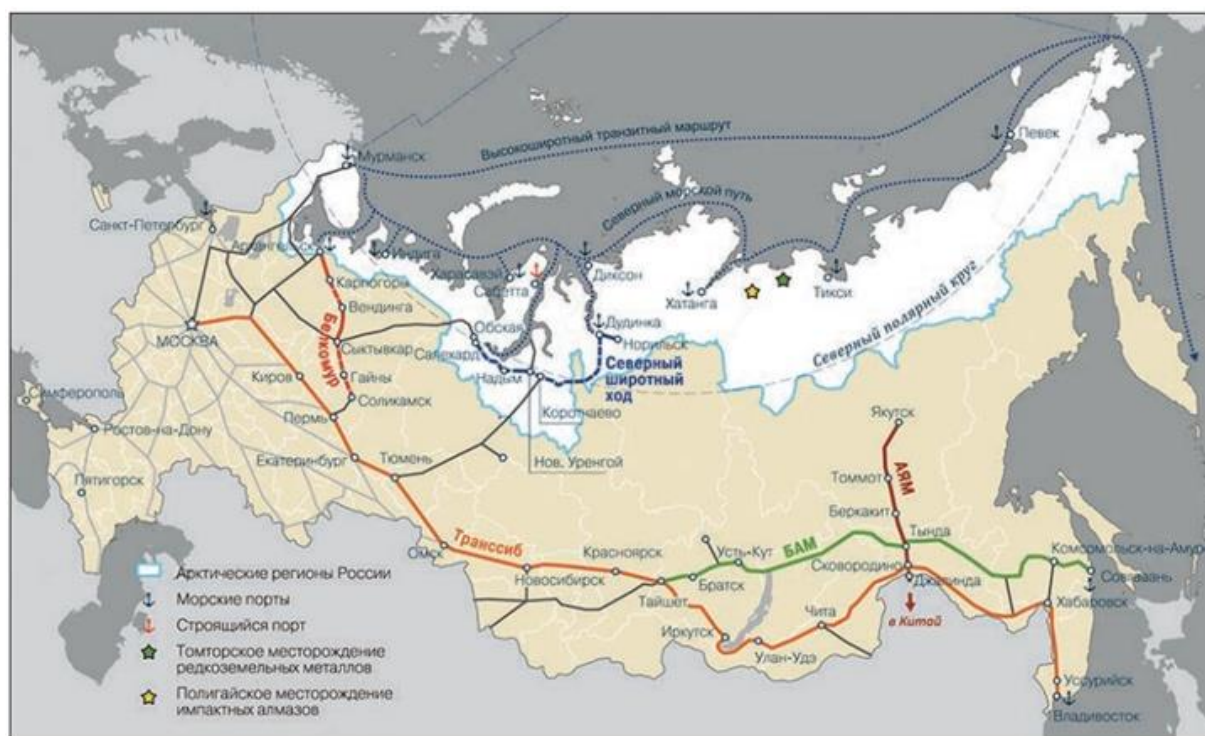 Высокоширотный транзитный маршрут
Певек
Мурманск
Северный морской путь
Санкт-Петербург
Архангельск
Индига
Харасавэй
Сабетта
Диксон
Хатанга
Тикси
Северный полярный круг
Карпогоры
Вендинга
Белкомур
МОСКВА
Сыктывкар
Обская
Салехард
Дудинка
Норильск
Северный
широтный
ход
Надым
Киров
Гайны
Соликамск
Коротчаево
Симферополь
Ростов-на-Дону
Пермь
Якутск
Екатеринбург
Тюмень
Нов. Уренгой
Пятигорск
Томмот
АЯМ
Беркакит
Тында
Транссиб
Омск
Красноярск
Усть-Кут
БАМ
Комсомольск-на-Амуре
Новосибирск
Братск
Сковородино
Джалинда
Тайшет
Чита
Хабаровск
Иркутск
в Китай
Улан-Удэ
Уссурийск
Владивосток
Арктические регионы России
Морские порты
Строящийся порт
Томторское месторождение
редкоземельных металлов
Полигайское месторождение
импактных алмазов